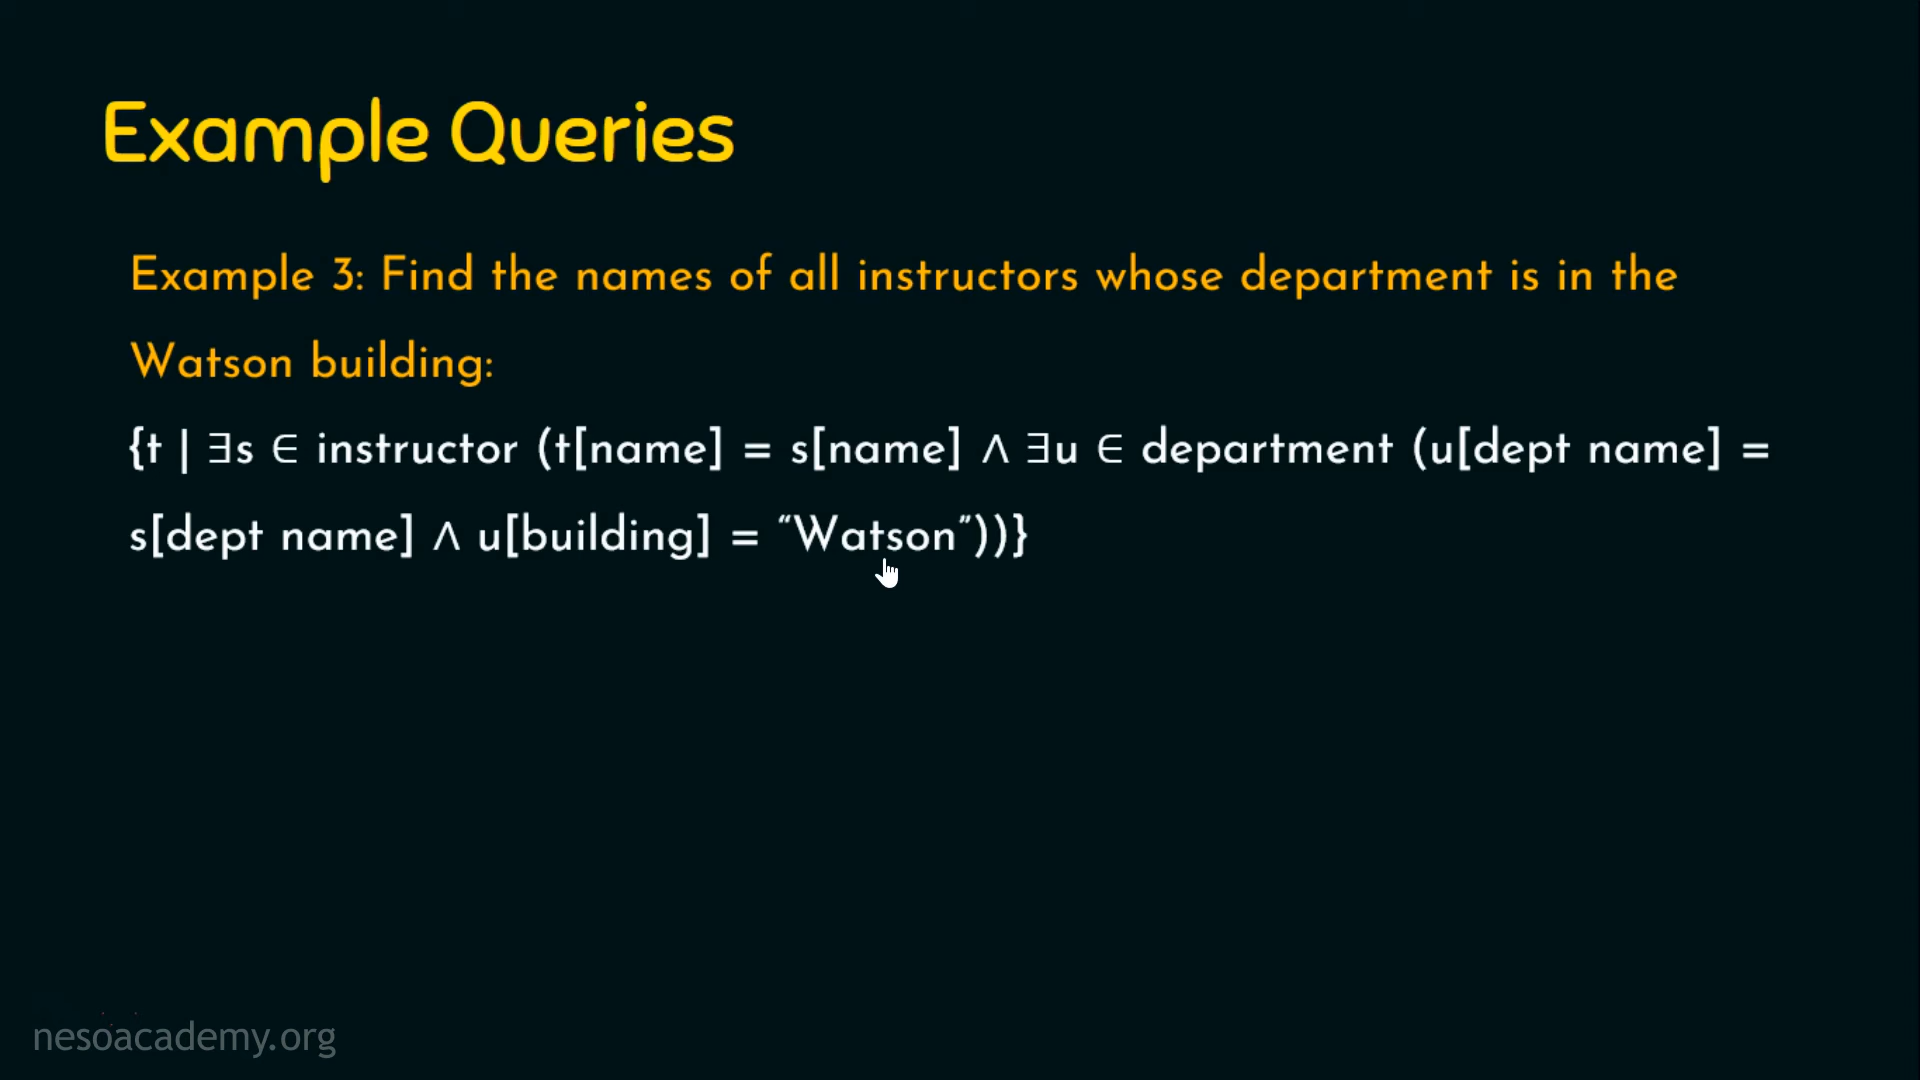 Example Queries
Example 3: Find the names of all instructors whose department is in the
Watson building:
{t | ∃s ∈ instructor (t[name] = s[name] ∧ ∃u ∈ department (u[dept name] =
s[dept name] ∧ u[building] = “Watson”))}
nesoacademy.org